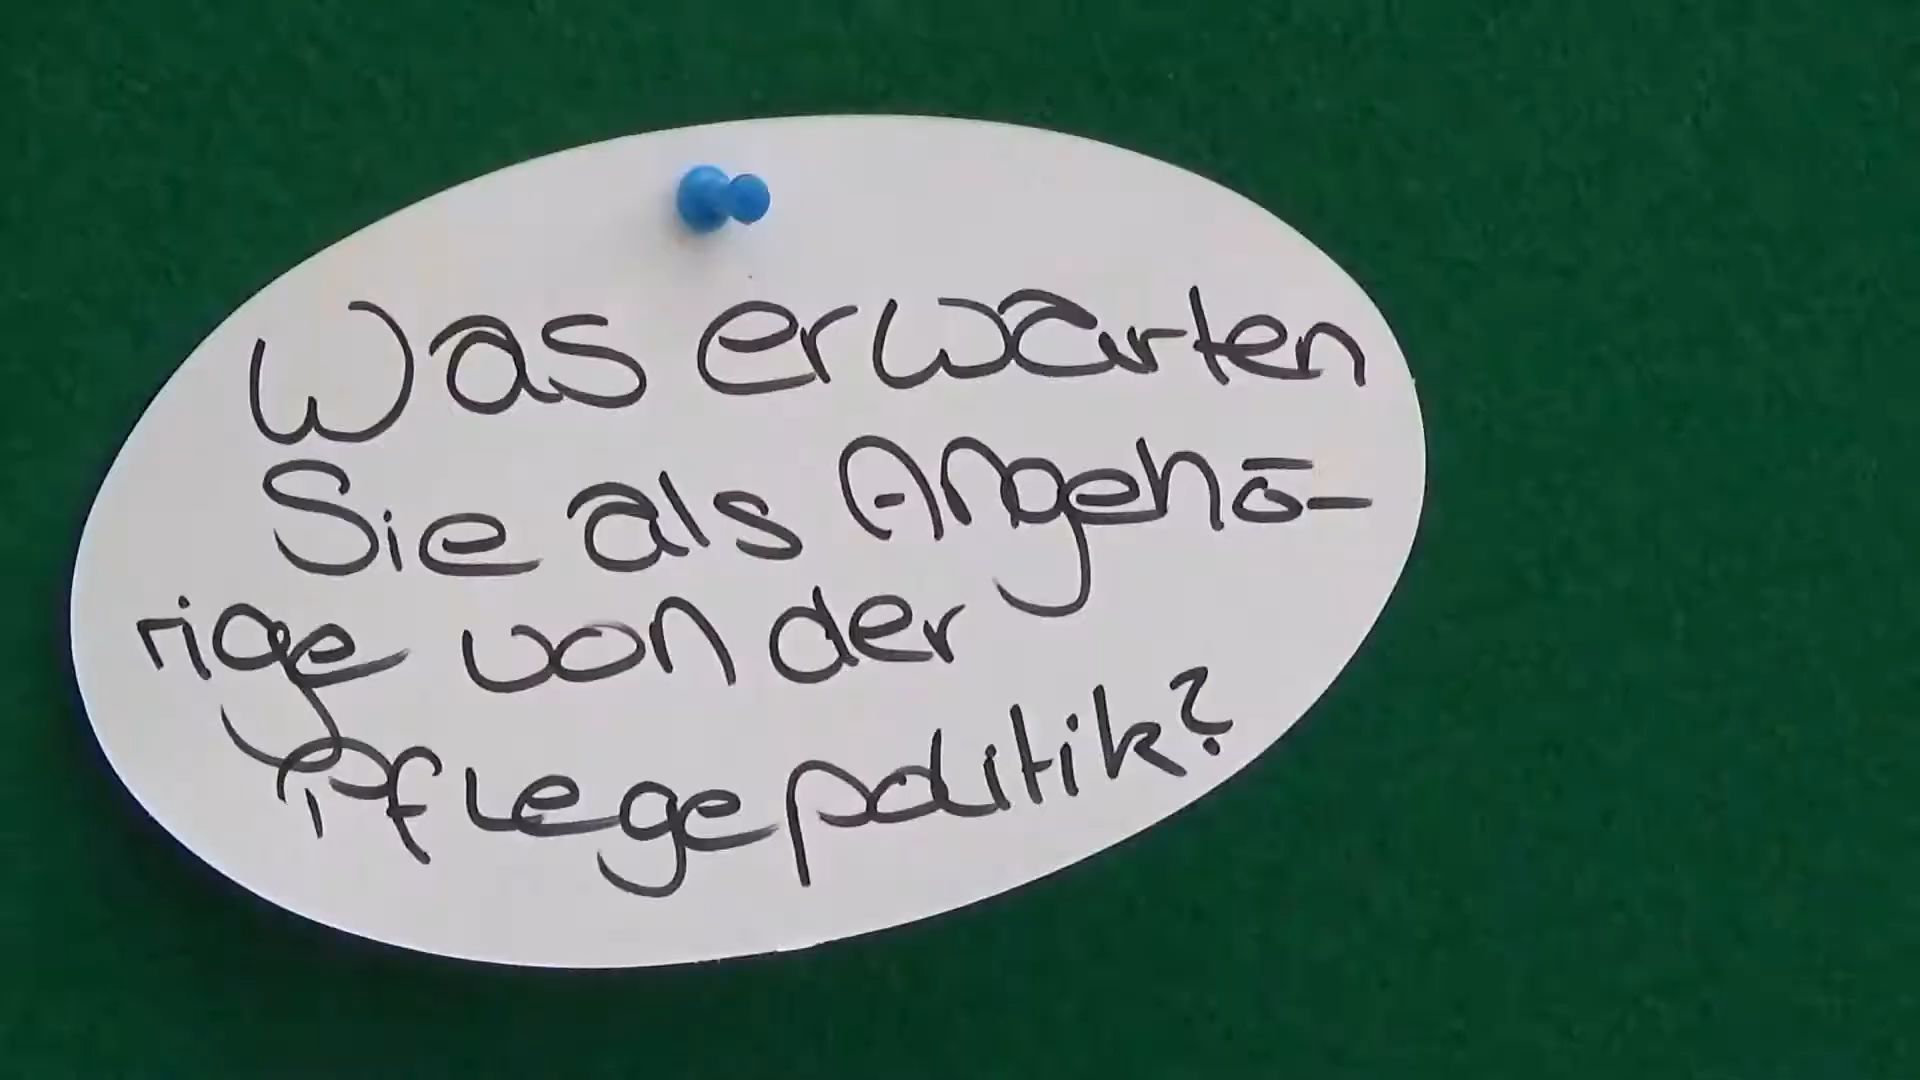 Was erwarten
Sie als Angehö-
rige von der
Pflegepolitik?